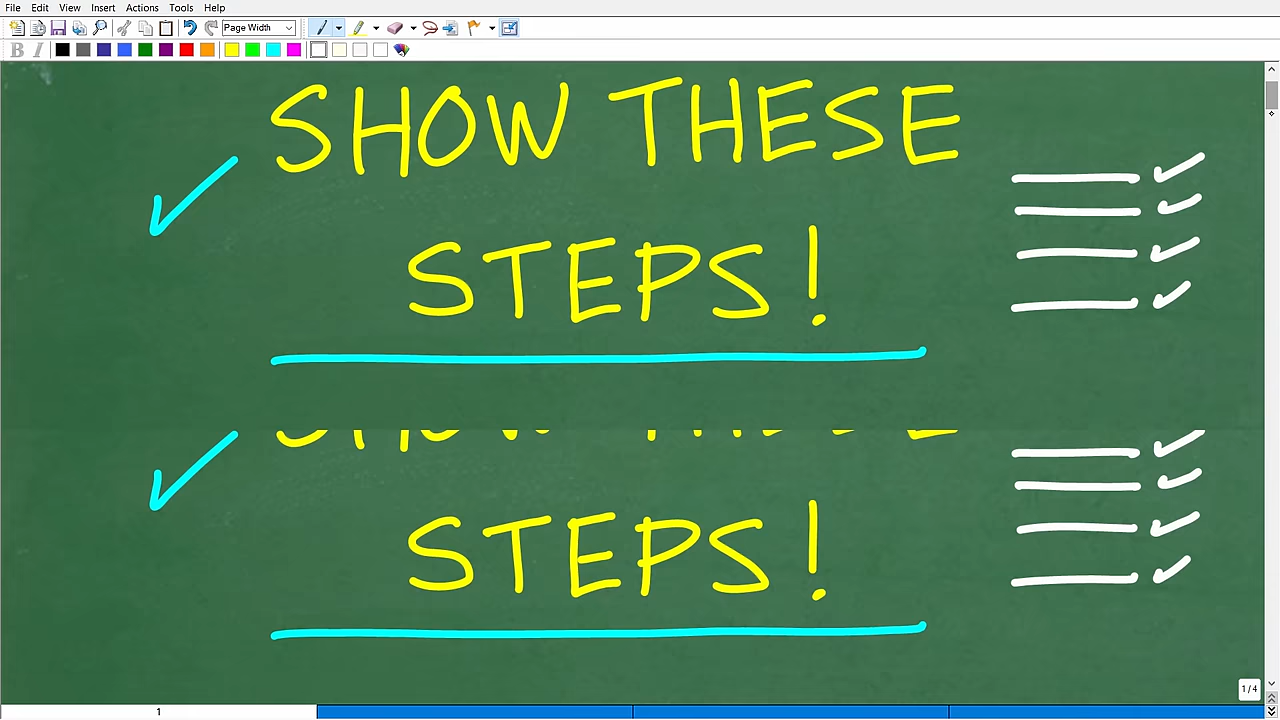 File Edit View Insert Actions Tools Help
Page Width
B I
SHOW THESE
STEPS!
STEPS!
1 / 4
1